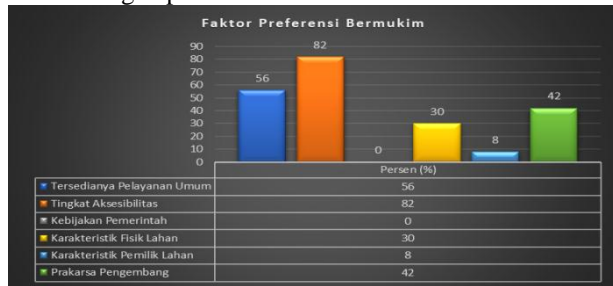 Faktor Preferensi Bermukim
90
80
70
60
50
40
30
20
10
0
56
82
0
30
8
42
Persen (%)
Tersedianya Pelayanan Umum 56
Tingkat Aksesibilitas 82
Kebijakan Pemerintah 0
Karakteristik Fisik Lahan 30
Karakteristik Pemilik Lahan 8
Prakarsa Pengembang 42